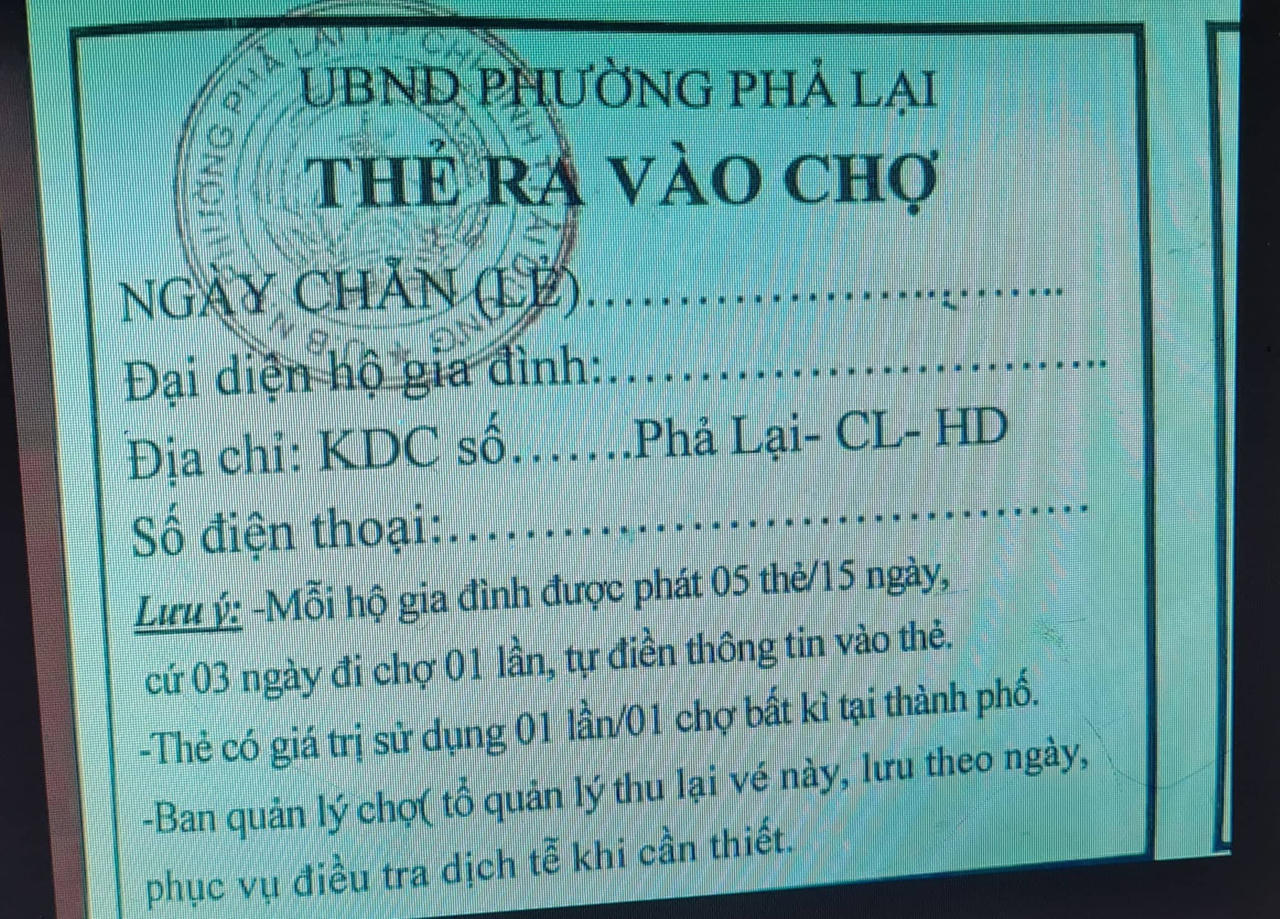 UBND PHƯỜNG PHẢ LẠI
THẺ RA VÀO CHỢ
NGÀY CHẴN (LẺ)........................................
Đại diện hộ gia đình:........................................
Địa chỉ: KDC số.......Phả Lại- CL- HD
Số điện thoại:........................................
Lưu ý: -Mỗi hộ gia đình được phát 05 thẻ/15 ngày,
cứ 03 ngày đi chợ 01 lần, tự điền thông tin vào thẻ.
-Thẻ có giá trị sử dụng 01 lần/01 chợ bất kì tại thành phố.
-Ban quản lý chợ( tổ quản lý thu lại vé này, lưu theo ngày,
phục vụ điều tra dịch tễ khi cần thiết.